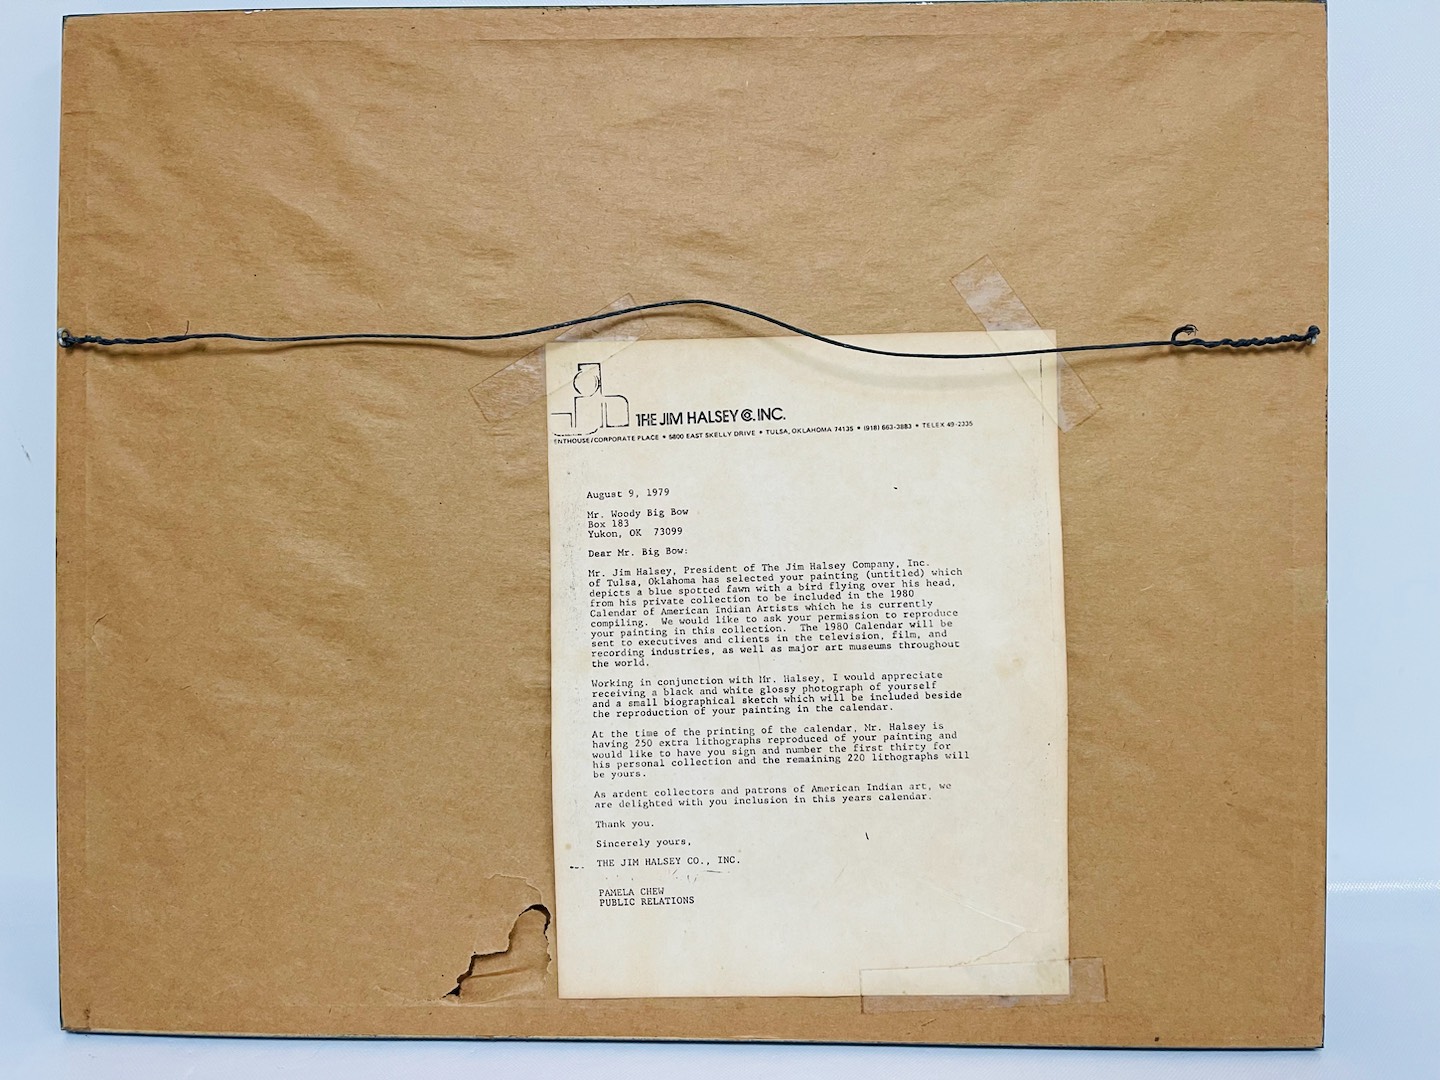 THE JIM HALSEY CO. INC.
ENTHOUSE/CORPORATE PLACE • 5800 EAST SKELLY DRIVE • TULSA, OKLAHOMA 74135 • (918) 663-3883 • TELEX 49-2335
August 9, 1979
Mr. Woody Big Bow
Box 183
Yukon, OK 73099
Dear Mr. Big Bow:
Mr. Jim Halsey, President of The Jim Halsey Company, Inc.
of Tulsa, Oklahoma has selected your painting (untitled) which
depicts a blue spotted fawn with a bird flying over his head,
from his private collection to be included in the 1980
Calendar of American Indian Artists which he is currently
compiling. We would like to ask your permission to reproduce
your painting in this collection. The 1980 Calendar will be
sent to executives and clients in the television, film, and
recording industries, as well as major art museums throughout
the world.
Working in conjunction with Mr. Halsey, I would appreciate
receiving a black and white glossy photograph of yourself
and a small biographical sketch which will be included beside
the reproduction of your painting in the calendar.
At the time of the printing of the calendar, Mr. Halsey is
having 250 extra lithographs reproduced of your painting and
would like to have you sign and number the first thirty for
his personal collection and the remaining 220 lithographs will
be yours.
As ardent collectors and patrons of American Indian art, we
are delighted with you inclusion in this years calendar.
Thank you.
Sincerely yours,
THE JIM HALSEY CO., INC.
PAMELA CHEW
PUBLIC RELATIONS